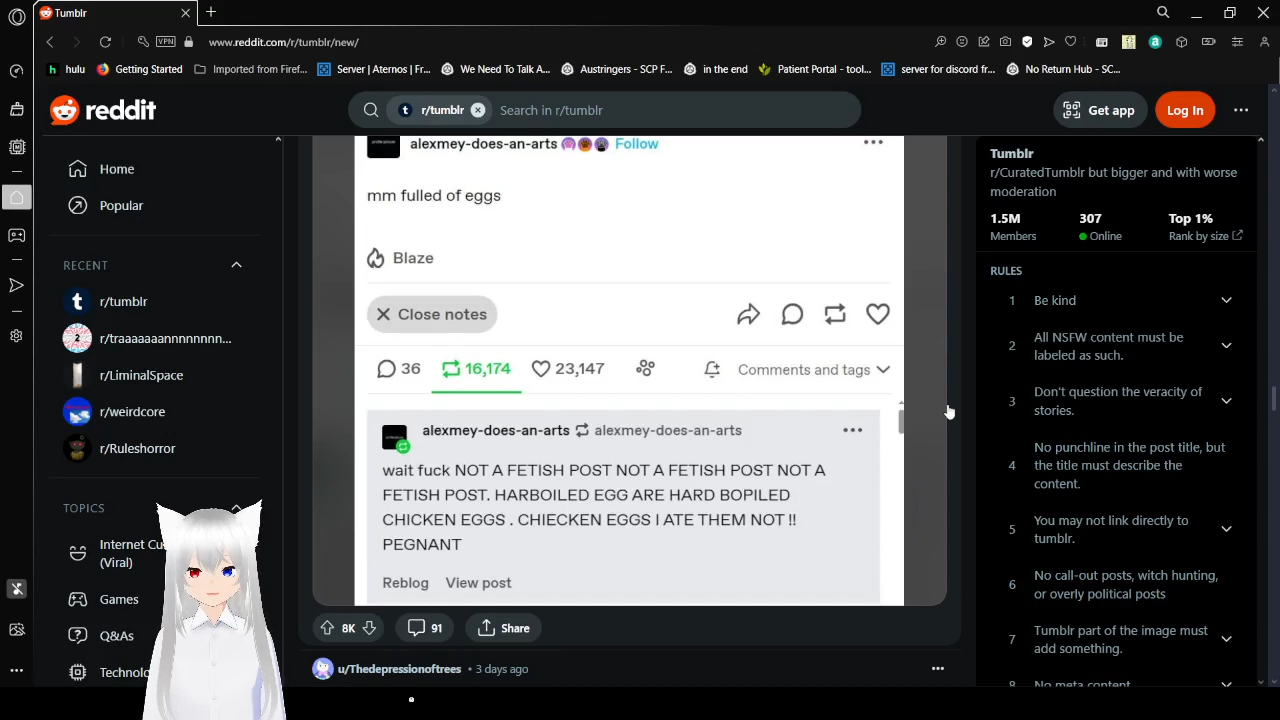 Tumblr
VPN
www.reddit.com/r/tumblr/new/
hulu
Getting Started
Imported from Firef...
Server | Aternos | Fr...
We Need To Talk A...
Austringers - SCP F...
in the end
Patient Portal - tool...
server for discord fr...
No Return Hub - SC...
reddit
r/tumblr
Search in r/tumblr
Get app
Log In
Home
Popular
RECENT
r/tumblr
r/traaaaaaannnnnnnn...
r/LiminalSpace
r/weirdcore
r/Ruleshorror
TOPICS
Internet Cu
(Viral)
Games
Q&As
Technolo
alexmey-does-an-arts Follow
mm fulled of eggs
Blaze
Close notes
36
16,174
23,147
Comments and tags
alexmey-does-an-arts alexmey-does-an-arts
wait fuck NOT A FETISH POST NOT A FETISH POST NOT A
FETISH POST. HARBOILED EGG ARE HARD BOPILED
CHICKEN EGGS . CHIECKEN EGGS I ATE THEM NOT !!
PEGNANT
Reblog View post
8K
91
Share
u/Thedepressionoftrees • 3 days ago
Tumblr
r/CuratedTumblr but bigger and with worse
moderation
1.5M 307 Top 1%
Members Online Rank by size
RULES
1 Be kind
2 All NSFW content must be
labeled as such.
3 Don't question the veracity of
stories.
4 No punchline in the post title, but
the title must describe the
content.
5 You may not link directly to
tumblr.
6 No call-out posts, witch hunting,
or overly political posts
7 Tumblr part of the image must
add something.
8 No meta content